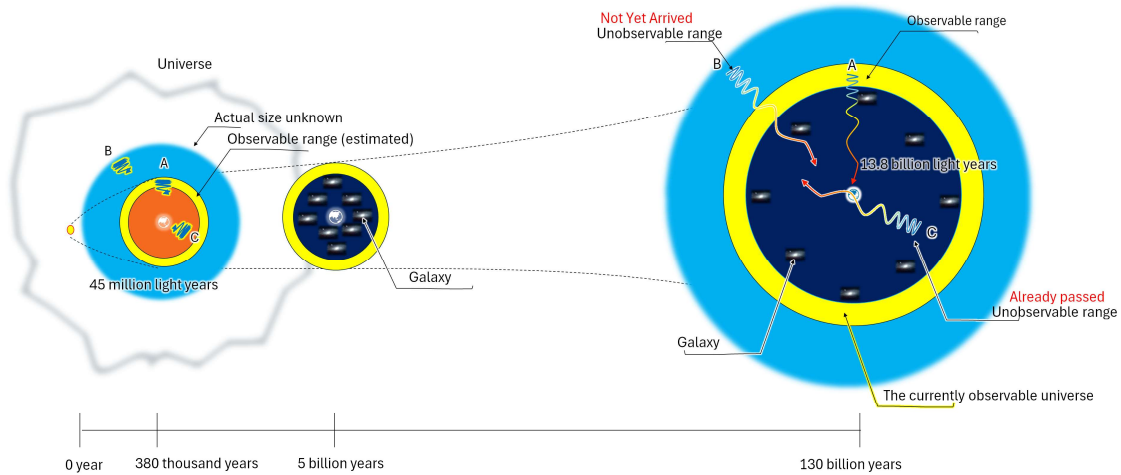 Universe
Actual size unknown
Observable range (estimated)
B
A
C
45 million light years
Galaxy
Not Yet Arrived
Unobservable range
B
A
Observable range
13.8 billion light years
C
Already passed
Unobservable range
Galaxy
The currently observable universe
0 year
380 thousand years
5 billion years
130 billion years